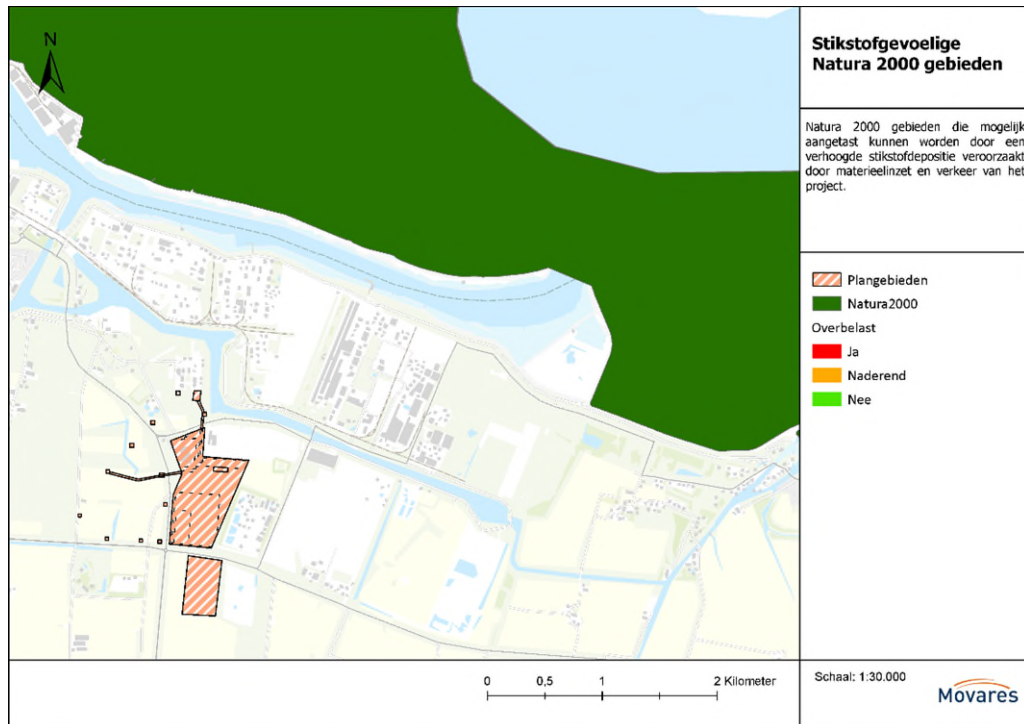 N
Stikstofgevoelige
Natura 2000 gebieden
Natura 2000 gebieden die mogelijk
aangetast kunnen worden door een
verhoogde stikstofdepositie veroorzaakt
door materieelinzet en verkeer van het
project.
Plangebieden
Natura2000
Overbelast
Ja
Naderend
Nee
0 0,5 1 2 Kilometer
Schaal: 1:30.000
Movares